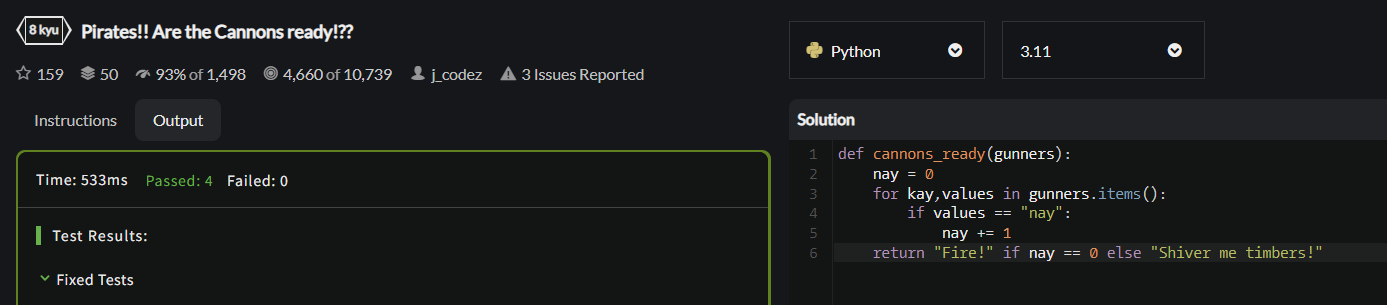 8 kyu Pirates!! Are the Cannons ready!??
159 50 93% of 1,498 4,660 of 10,739 j_codez 3 Issues Reported
Instructions Output
Time: 533ms Passed: 4 Failed: 0
Test Results:
Fixed Tests
Python 3.11
Solution
1 def cannons_ready(gunners):
2     nay = 0
3     for kay,values in gunners.items():
4         if values == "nay":
5             nay += 1
6     return "Fire!" if nay == 0 else "Shiver me timbers!"